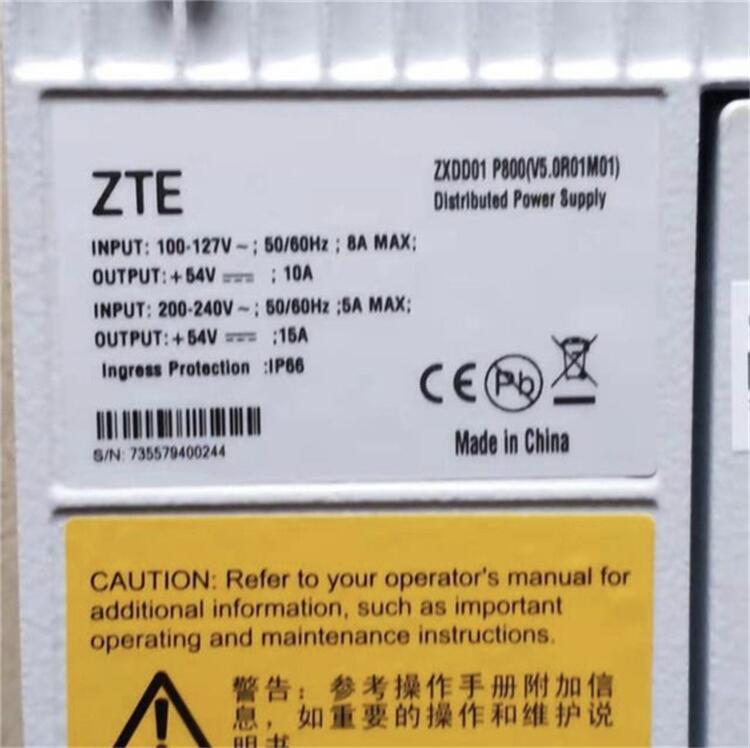 ZTE
ZXDD01 P800(V5.0R01M01)
Distributed Power Supply
INPUT: 100-127V ~; 50/60Hz ; 8A MAX;
OUTPUT: +54V ⎓ ; 10A
INPUT: 200-240V ~; 50/60Hz ;5A MAX;
OUTPUT: +54V ⎓ ;15A
Ingress Protection :IP66
CE Pb
S/N: 735579400244
Made in China
CAUTION: Refer to your operator's manual for
additional information, such as important
operating and maintenance instructions.
警告：参考操作手册附加信
息，如重要的操作和维护说
明书